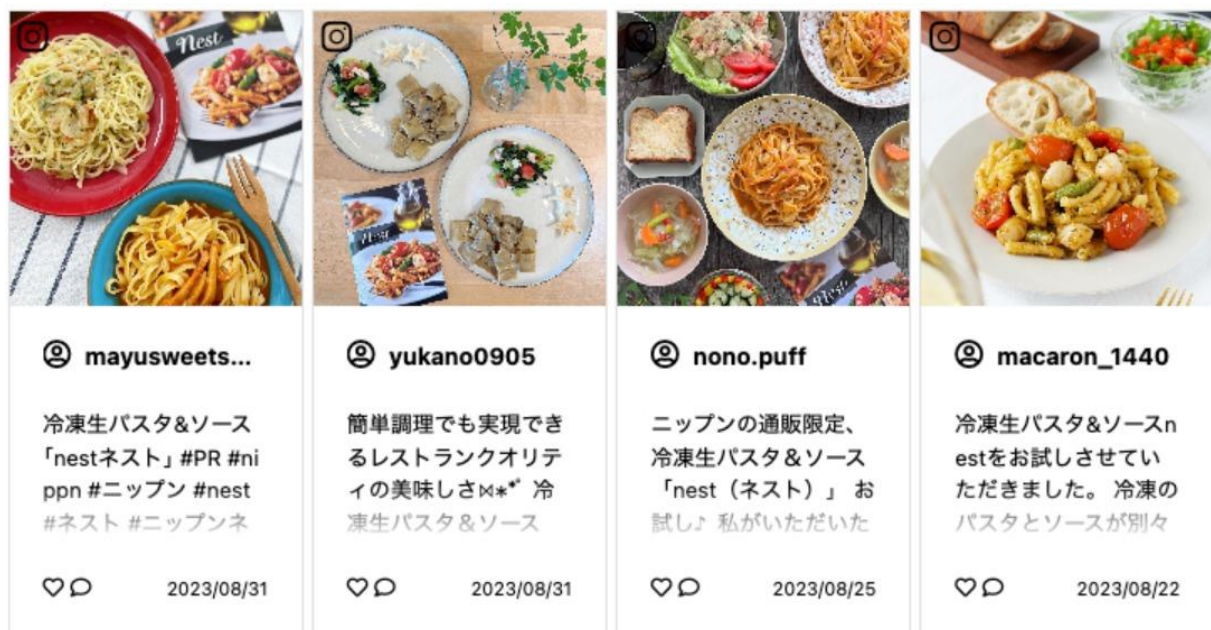 Nest
Nest
Nest
mayusweets...
冷凍生パスタ&ソース
「nestネスト」 #PR #ni
ppn #ニップン #nest
#ネスト #ニップンネ
2023/08/31
yukano0905
簡単調理でも実現でき
るレストランクオリテ
ィの美味しさ⋈*˚ 冷
凍生パスタ＆ソース
2023/08/31
nono.puff
ニップンの通販限定、
冷凍生パスタ＆ソース
「nest（ネスト）」 お
試し♪ 私がいただいた
2023/08/25
macaron_1440
冷凍生パスタ&ソースn
estをお試しさせてい
ただきました。 冷凍の
パスタとソースが別々
2023/08/22